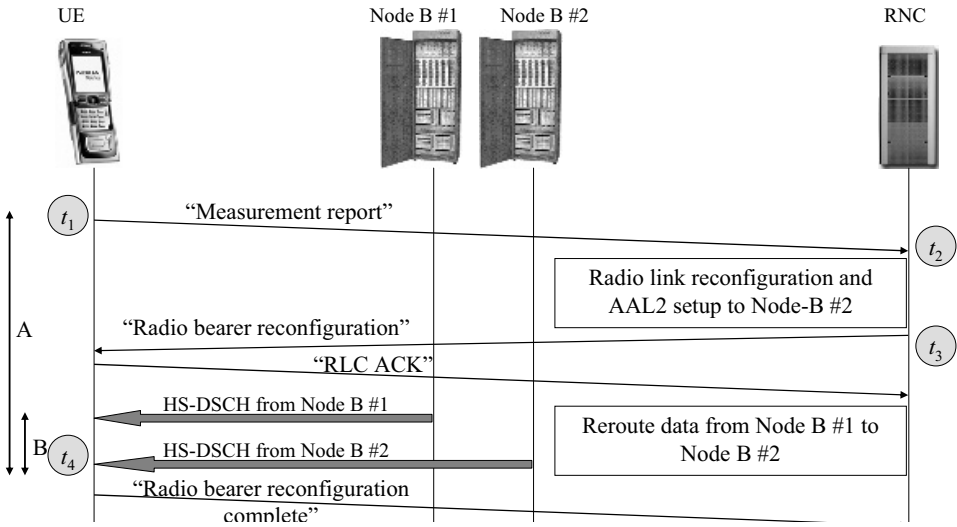 UE
Node B #1
Node B #2
RNC
t1
“Measurement report”
t2
Radio link reconfiguration and
AAL2 setup to Node-B #2
A
“Radio bearer reconfiguration”
t3
“RLC ACK”
HS-DSCH from Node B #1
Reroute data from Node B #1 to
Node B #2
B
HS-DSCH from Node B #2
t4
“Radio bearer reconfiguration
complete”